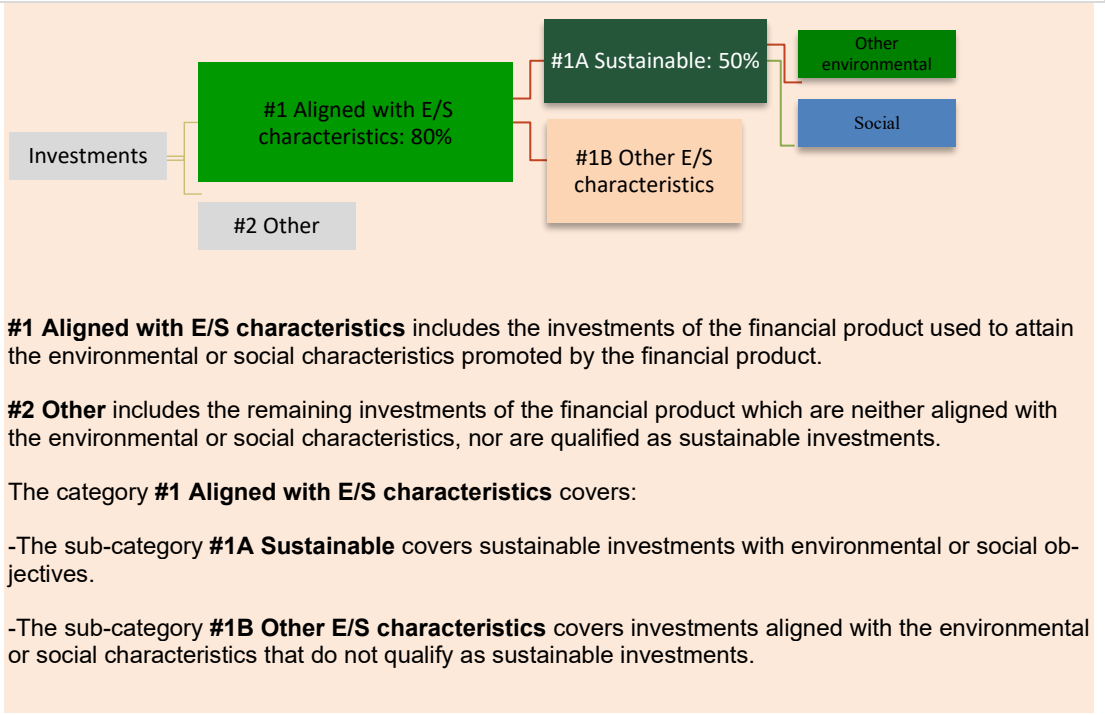 #1A Sustainable: 50%
Other
environmental
#1 Aligned with E/S
characteristics: 80%
Social
Investments
#1B Other E/S
characteristics
#2 Other
#1 Aligned with E/S characteristics includes the investments of the financial product used to attain
the environmental or social characteristics promoted by the financial product.
#2 Other includes the remaining investments of the financial product which are neither aligned with
the environmental or social characteristics, nor are qualified as sustainable investments.
The category #1 Aligned with E/S characteristics covers:
-The sub-category #1A Sustainable covers sustainable investments with environmental or social ob-
jectives.
-The sub-category #1B Other E/S characteristics covers investments aligned with the environmental
or social characteristics that do not qualify as sustainable investments.